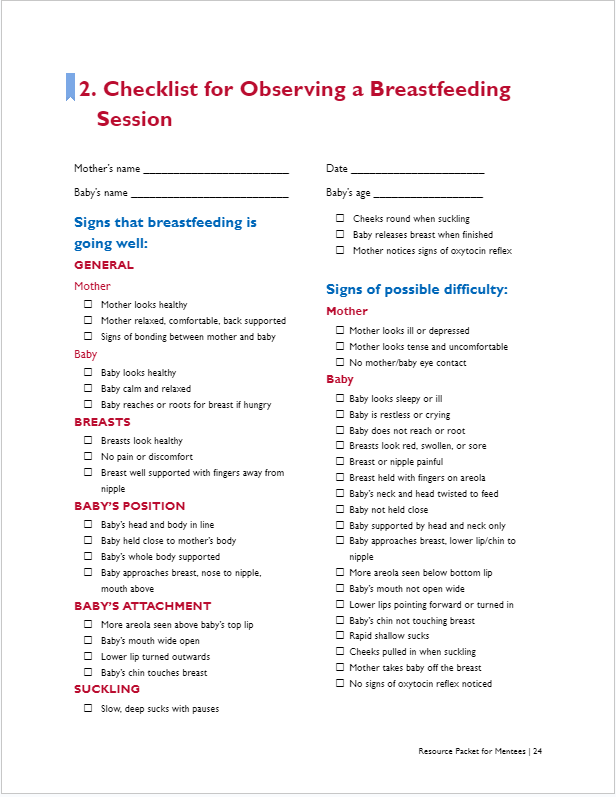 2. Checklist for Observing a Breastfeeding
Session
Mother's name ________________________
Date ______________________
Baby's name __________________________
Baby's age __________________
Signs that breastfeeding is
going well:
GENERAL
Mother
☐ Mother looks healthy
☐ Mother relaxed, comfortable, back supported
☐ Signs of bonding between mother and baby
Baby
☐ Baby looks healthy
☐ Baby calm and relaxed
☐ Baby reaches or roots for breast if hungry
BREASTS
☐ Breasts look healthy
☐ No pain or discomfort
☐ Breast well supported with fingers away from
nipple
BABY'S POSITION
☐ Baby's head and body in line
☐ Baby held close to mother's body
☐ Baby's whole body supported
☐ Baby approaches breast, nose to nipple,
mouth above
BABY'S ATTACHMENT
☐ More areola seen above baby's top lip
☐ Baby's mouth wide open
☐ Lower lip turned outwards
☐ Baby's chin touches breast
SUCKLING
☐ Slow, deep sucks with pauses
☐ Cheeks round when suckling
☐ Baby releases breast when finished
☐ Mother notices signs of oxytocin reflex
Signs of possible difficulty:
Mother
☐ Mother looks ill or depressed
☐ Mother looks tense and uncomfortable
☐ No mother/baby eye contact
Baby
☐ Baby looks sleepy or ill
☐ Baby is restless or crying
☐ Baby does not reach or root
☐ Breasts look red, swollen, or sore
☐ Breast or nipple painful
☐ Breast held with fingers on areola
☐ Baby's neck and head twisted to feed
☐ Baby not held close
☐ Baby supported by head and neck only
☐ Baby approaches breast, lower lip/chin to
nipple
☐ More areola seen below bottom lip
☐ Baby's mouth not open wide
☐ Lower lips pointing forward or turned in
☐ Baby's chin not touching breast
☐ Rapid shallow sucks
☐ Cheeks pulled in when suckling
☐ Mother takes baby off the breast
☐ No signs of oxytocin reflex noticed
Resource Packet for Mentees | 24